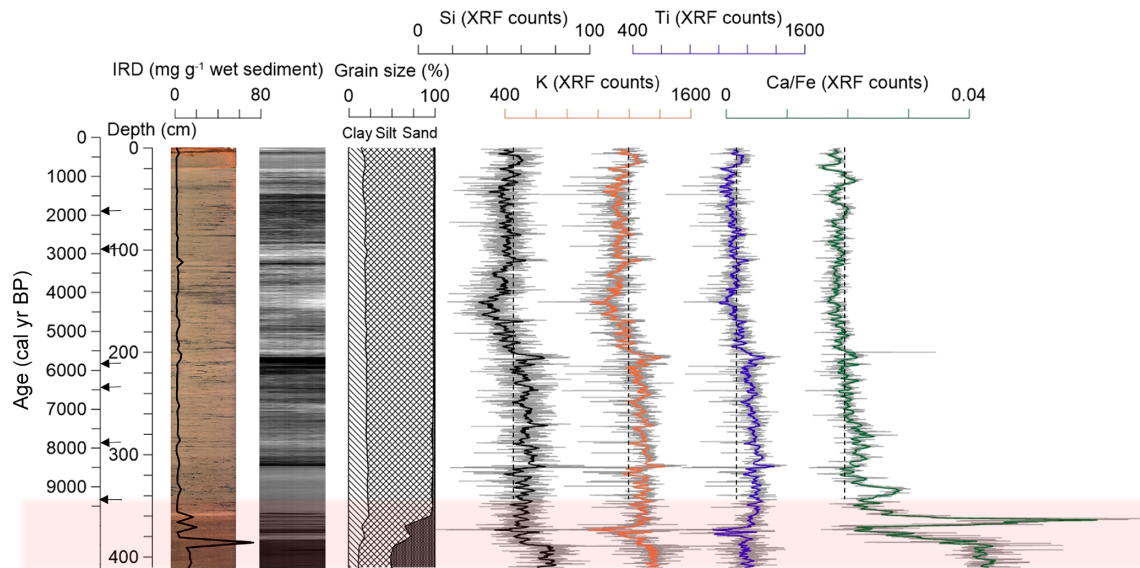 Si (XRF counts)
Ti (XRF counts)
0 100 400 1600
IRD (mg g⁻¹ wet sediment)
Grain size (%)
K (XRF counts)
Ca/Fe (XRF counts)
0 80
0 100
400 1600
0 0.04
Depth (cm)
Clay Silt Sand
Age (cal yr BP)
0
1000
2000
3000
4000
5000
6000
7000
8000
9000
0
100
200
300
400